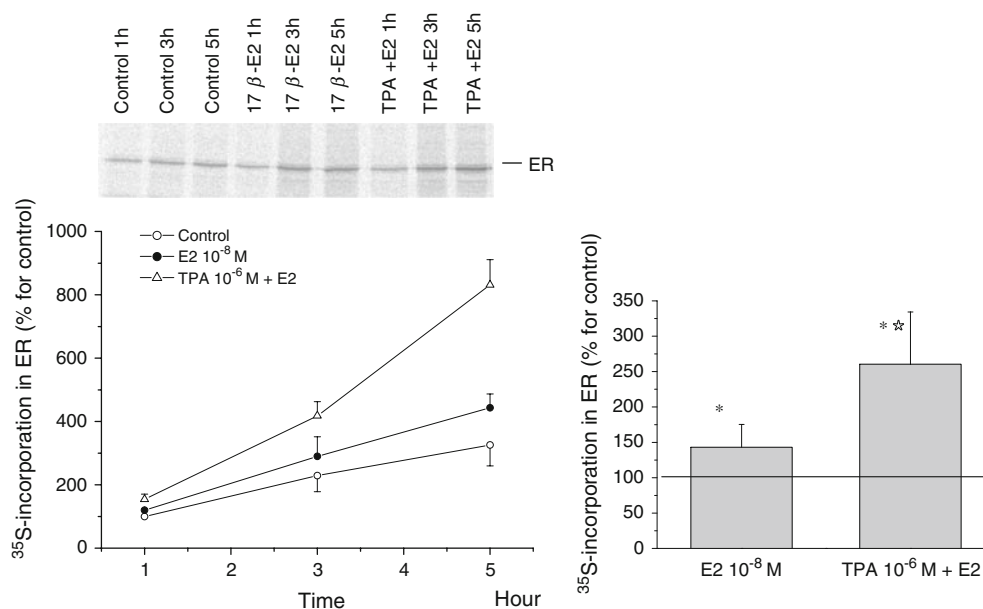 Control 1h
Control 3h
Control 5h
17 β-E2 1h
17 β-E2 3h
17 β-E2 5h
TPA +E2 1h
TPA +E2 3h
TPA +E2 5h
ER
³⁵S-incorporation in ER (% for control)
1000
800
600
400
200
0
Control
E2 10⁻⁸ M
TPA 10⁻⁶ M + E2
1 2 3 4 5
Time Hour
³⁵S-incorporation in ER (% for control)
350
300
250
200
150
100
50
0
*
* ☆
E2 10⁻⁸ M TPA 10⁻⁶ M + E2